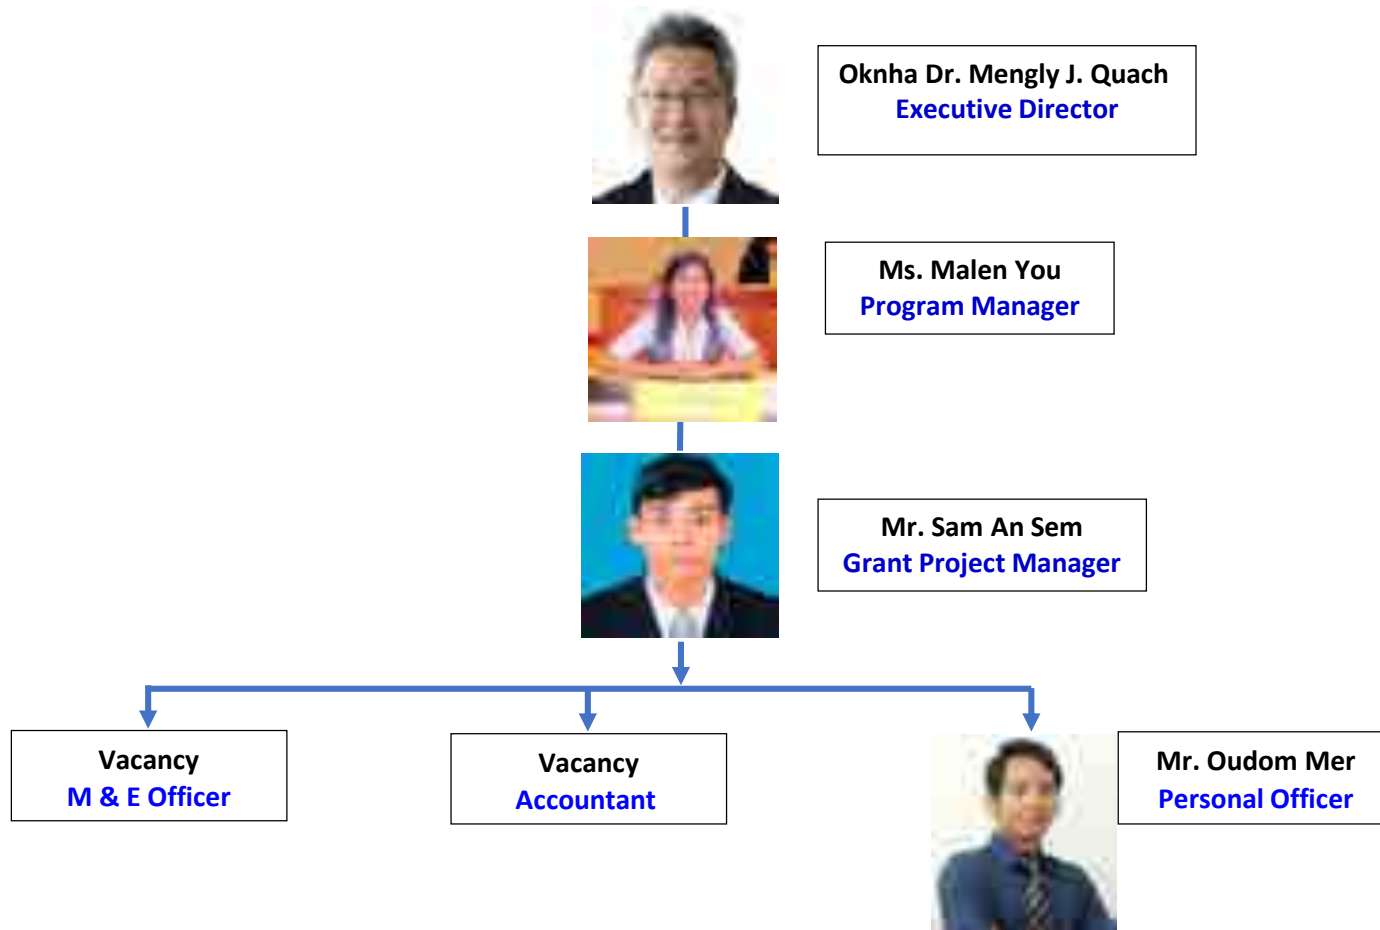 Oknha Dr. Mengly J. Quach
Executive Director
Ms. Malen You
Program Manager
Mr. Sam An Sem
Grant Project Manager
Vacancy
M & E Officer
Vacancy
Accountant
Mr. Oudom Mer
Personal Officer